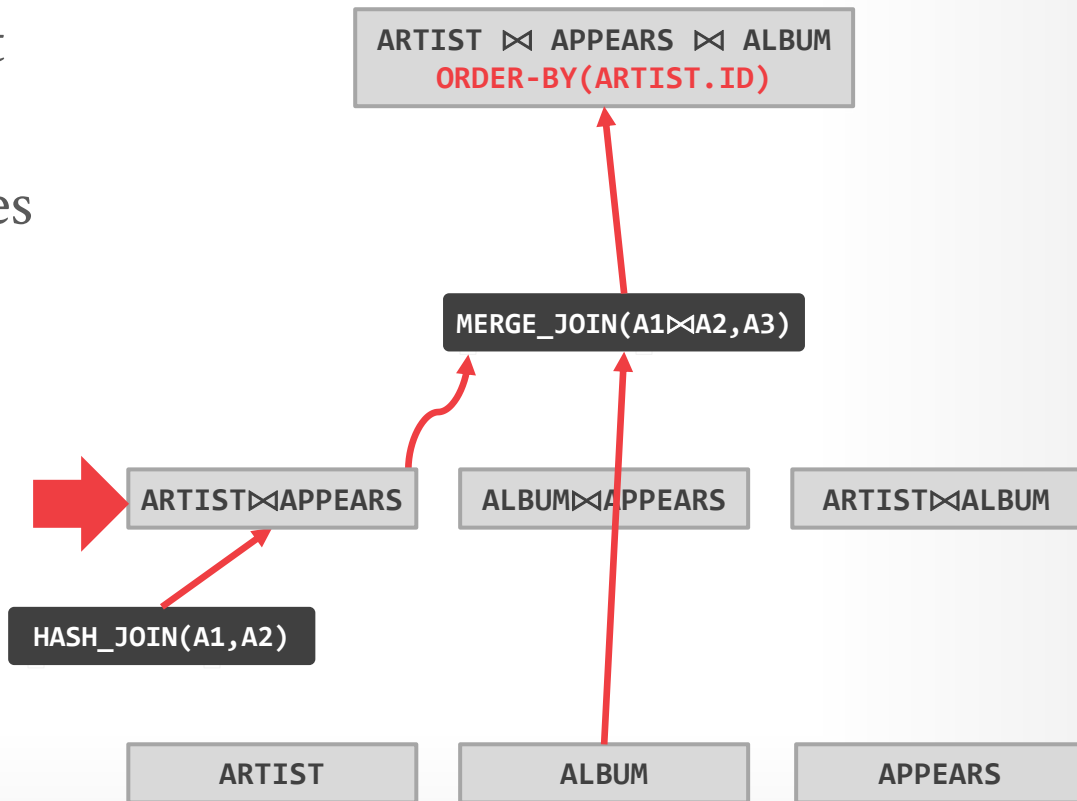 t
es
ARTIST ⋈ APPEARS ⋈ ALBUM
ORDER-BY(ARTIST.ID)
MERGE_JOIN(A1⋈A2,A3)
ARTIST⋈APPEARS
ALBUM⋈APPEARS
ARTIST⋈ALBUM
HASH_JOIN(A1,A2)
ARTIST
ALBUM
APPEARS